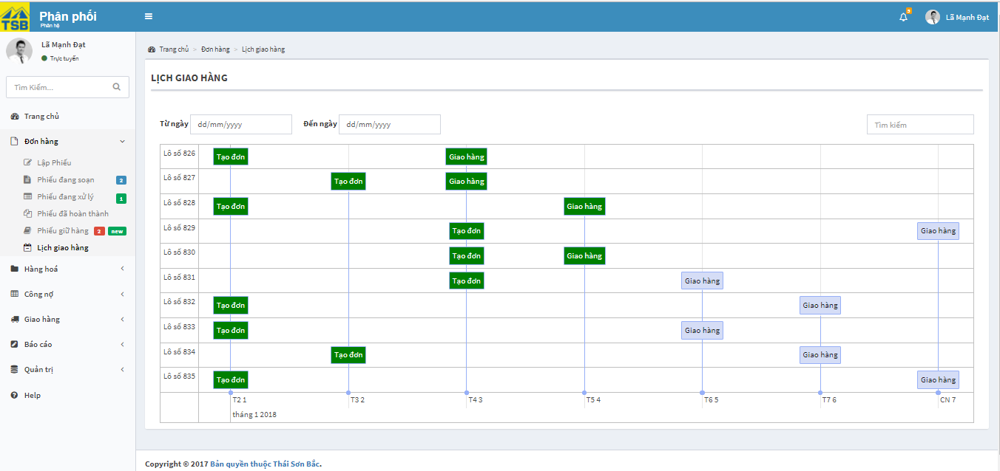 TSB
Phân phối
Phân hệ
3
Lã Mạnh Đạt
Lã Mạnh Đạt
Trực tuyến
Tìm Kiếm...
Trang chủ
Đơn hàng
Lập Phiếu
Phiếu đang soạn 2
Phiếu đang xử lý 1
Phiếu đã hoàn thành
Phiếu giữ hàng 2 new
Lịch giao hàng
Hàng hoá
Công nợ
Giao hàng
Báo cáo
Quản trị
Help
Trang chủ > Đơn hàng > Lịch giao hàng
LỊCH GIAO HÀNG
Từ ngày dd/mm/yyyy Đến ngày dd/mm/yyyy Tìm kiếm
Lô số 826 Tạo đơn Giao hàng
Lô số 827 Tạo đơn Giao hàng
Lô số 828 Tạo đơn Giao hàng
Lô số 829 Tạo đơn Giao hàng
Lô số 830 Tạo đơn Giao hàng
Lô số 831 Tạo đơn Giao hàng
Lô số 832 Tạo đơn Giao hàng
Lô số 833 Tạo đơn Giao hàng
Lô số 834 Tạo đơn Giao hàng
Lô số 835 Tạo đơn Giao hàng
T2 1 T3 2 T4 3 T5 4 T6 5 T7 6 CN 7
tháng 1 2018
Copyright © 2017 Bản quyền thuộc Thái Sơn Bắc.